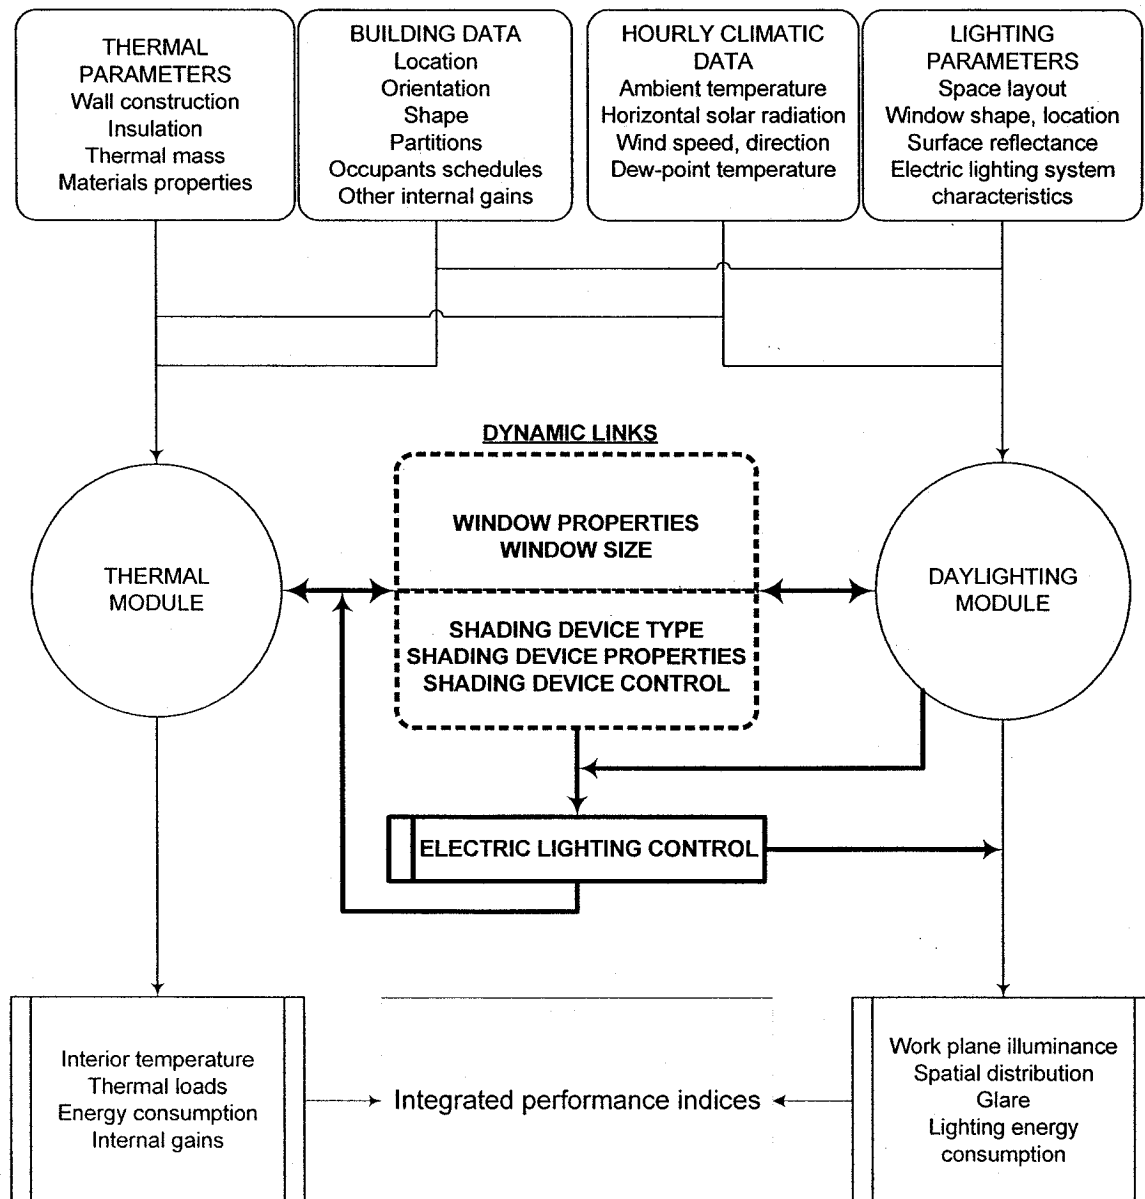 THERMAL
PARAMETERS
Wall construction
Insulation
Thermal mass
Materials properties
BUILDING DATA
Location
Orientation
Shape
Partitions
Occupants schedules
Other internal gains
HOURLY CLIMATIC
DATA
Ambient temperature
Horizontal solar radiation
Wind speed, direction
Dew-point temperature
LIGHTING
PARAMETERS
Space layout
Window shape, location
Surface reflectance
Electric lighting system
characteristics
DYNAMIC LINKS
WINDOW PROPERTIES
WINDOW SIZE
SHADING DEVICE TYPE
SHADING DEVICE PROPERTIES
SHADING DEVICE CONTROL
THERMAL
MODULE
DAYLIGHTING
MODULE
ELECTRIC LIGHTING CONTROL
Interior temperature
Thermal loads
Energy consumption
Internal gains
Integrated performance indices
Work plane illuminance
Spatial distribution
Glare
Lighting energy
consumption